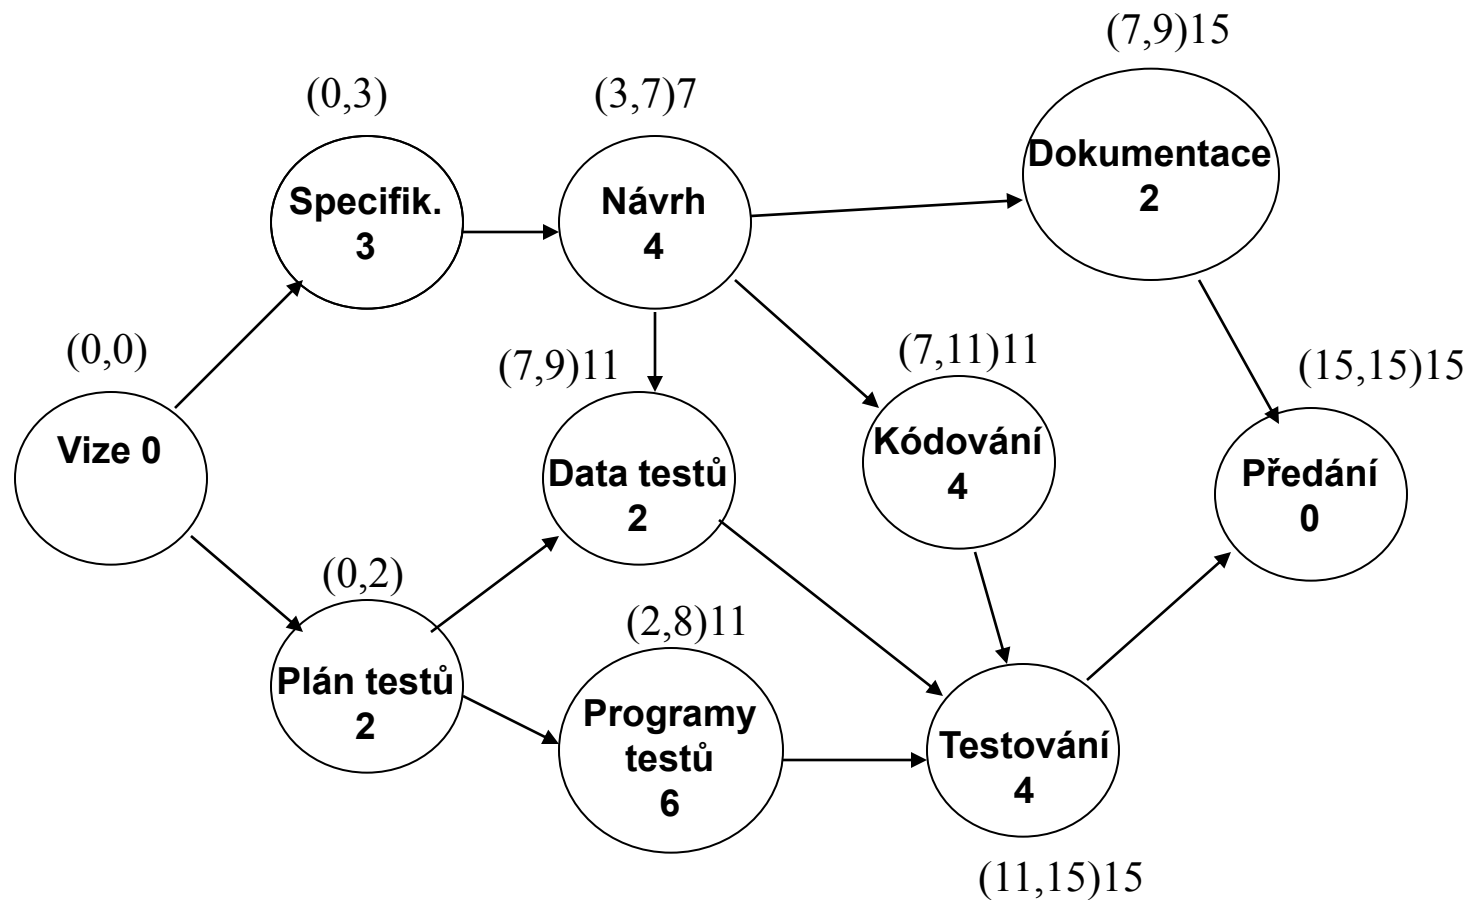 (7,9)15
Dokumentace
2
(0,3)
Specifik.
3
(3,7)7
Návrh
4
(0,0)
Vize 0
(7,9)11
Data testů
2
(7,11)11
Kódování
4
(15,15)15
Předání
0
(0,2)
Plán testů
2
(2,8)11
Programy
testů
6
Testování
4
(11,15)15